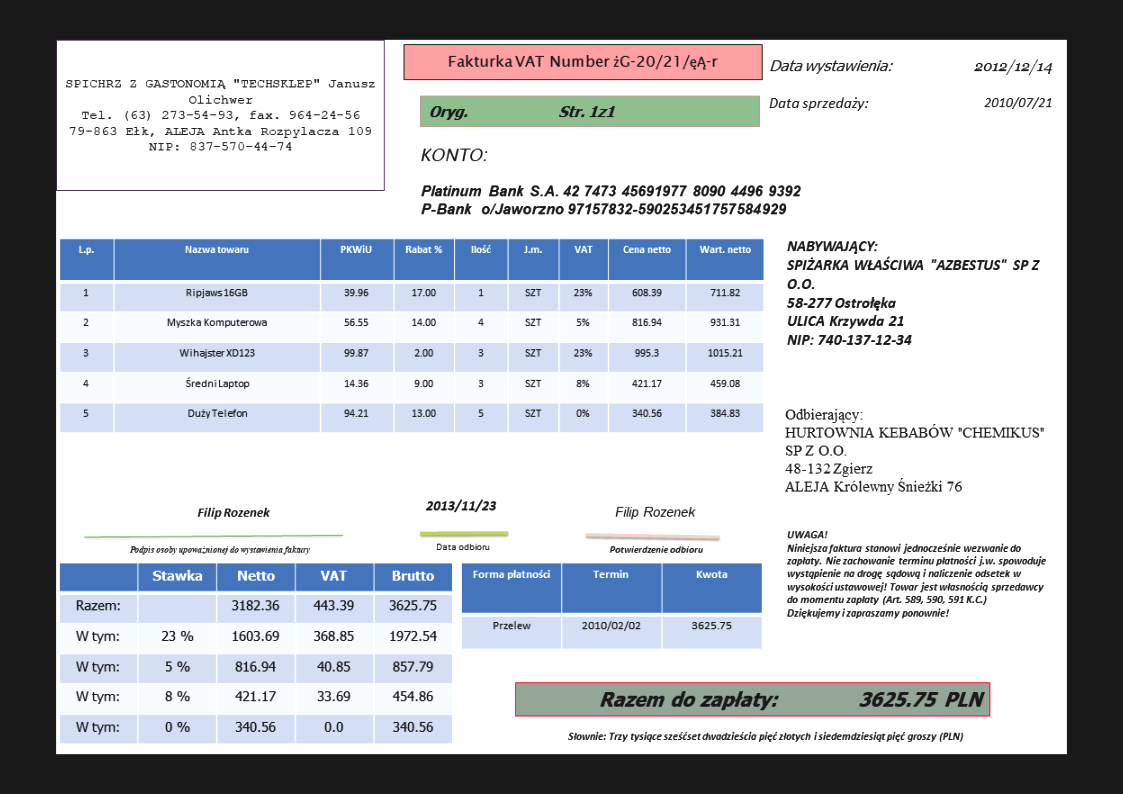 SPICHRZ Z GASTONOMIĄ "TECHSKLEP" Janusz
Olichwer
Tel. (63) 273-54-93, fax. 964-24-56
79-863 Ełk, ALEJA Antka Rozpylacza 109
NIP: 837-570-44-74
Fakturka VAT Number żG-20/21/ęĄ-r
Oryg. Str. 1z1
Data wystawienia: 2012/12/14
Data sprzedaży: 2010/07/21
KONTO:
Platinum Bank S.A. 42 7473 45691977 8090 4496 9392
P-Bank o/Jaworzno 97157832-590253451757584929
L.p. Nazwa towaru PKWiU Rabat % Ilość J.m. VAT Cena netto Wart. netto
1 Ripjaws16GB 39.96 17.00 1 SZT 23% 608.39 711.82
2 Myszka Komputerowa 56.55 14.00 4 SZT 5% 816.94 931.31
3 Wihajster XD123 99.87 2.00 3 SZT 23% 995.3 1015.21
4 Średni Laptop 14.36 9.00 3 SZT 8% 421.17 459.08
5 Duży Telefon 94.21 13.00 5 SZT 0% 340.56 384.83
NABYWAJĄCY:
SPIŻARKA WŁAŚCIWA "AZBESTUS" SP Z
O.O.
58-277 Ostrołęka
ULICA Krzywda 21
NIP: 740-137-12-34
Odbierający:
HURTOWNIA KEBABÓW "CHEMIKUS"
SP Z O.O.
48-132 Zgierz
ALEJA Królewny Śnieżki 76
Filip Rozenek
Podpis osoby upoważnionej do wystawienia faktury
2013/11/23
Data odbioru
Filip Rozenek
Potwierdzenie odbioru
UWAGA!
Niniejsza faktura stanowi jednocześnie wezwanie do
zapłaty. Nie zachowanie terminu płatności j.w. spowoduje
wystąpienie na drogę sądową i naliczenie odsetek w
wysokości ustawowej! Towar jest własnością sprzedawcy
do momentu zapłaty (Art. 589, 590, 591 K.C.)
Dziękujemy i zapraszamy ponownie!
Stawka Netto VAT Brutto
Razem: 3182.36 443.39 3625.75
W tym: 23 % 1603.69 368.85 1972.54
W tym: 5 % 816.94 40.85 857.79
W tym: 8 % 421.17 33.69 454.86
W tym: 0 % 340.56 0.0 340.56
Forma płatności Termin Kwota
Przelew 2010/02/02 3625.75
Razem do zapłaty: 3625.75 PLN
Słownie: Trzy tysiące sześćset dwadzieścia pięć złotych i siedemdziesiąt pięć groszy (PLN)